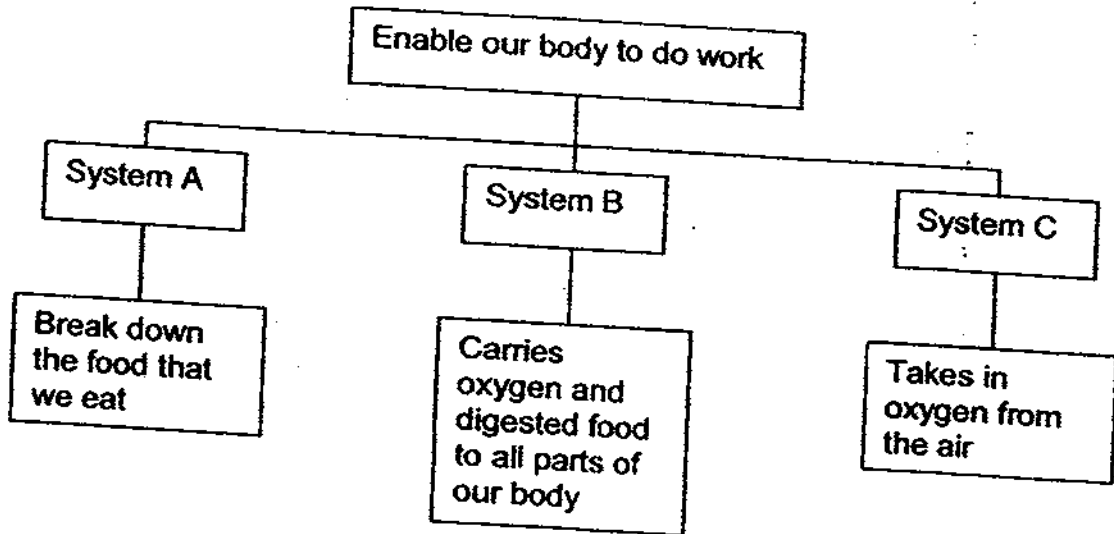 Enable our body to do work
System A
System B
System C
Break down
the food that
we eat
Carries
oxygen and
digested food
to all parts of
our body
Takes in
oxygen from
the air